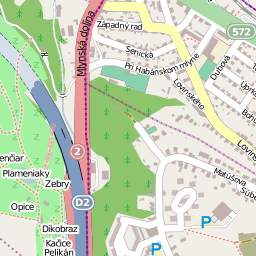 Mlynská dolina
Západný rad
Senická
Pri Habánskom mlyne
572
Dubová
Lovinského
2
Plameniaky
Zebry
Opice
D2
Matúšova
Dikobraz
Kačice
Pelikán
P
P